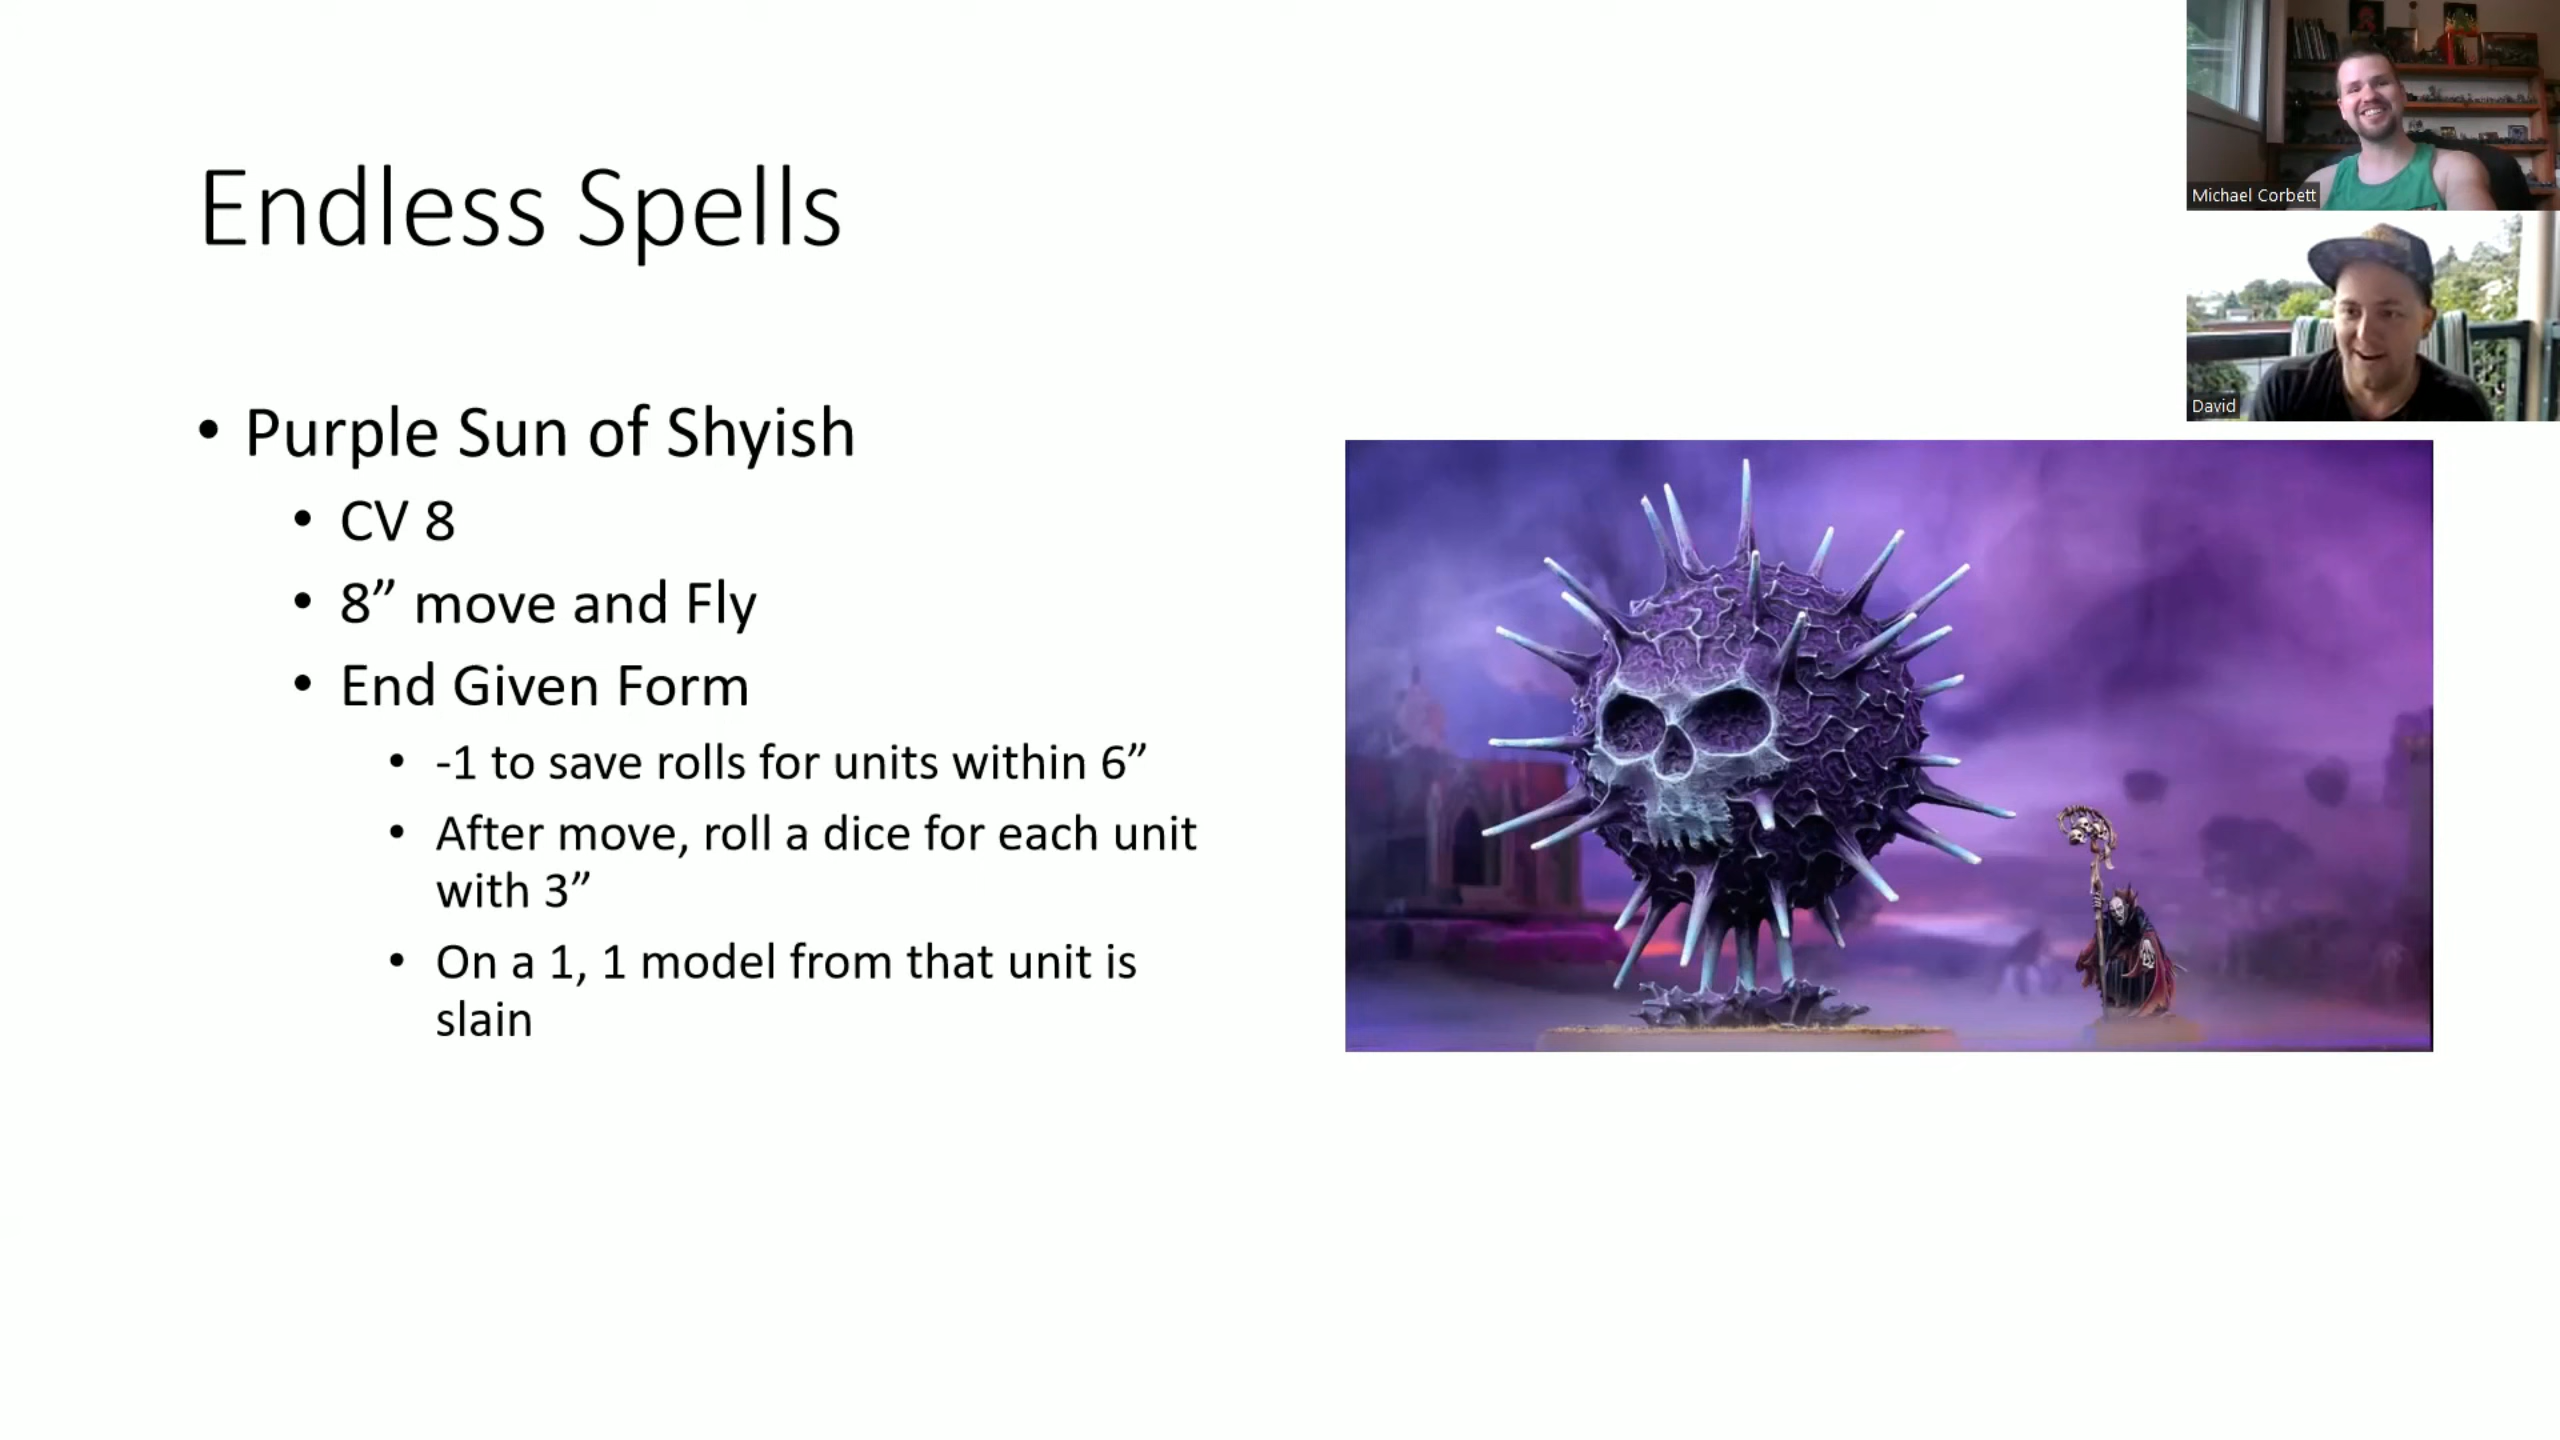 Endless Spells
• Purple Sun of Shyish
• CV 8
• 8” move and Fly
• End Given Form
• -1 to save rolls for units within 6”
• After move, roll a dice for each unit
with 3”
• On a 1, 1 model from that unit is
slain
Michael Corbett
David